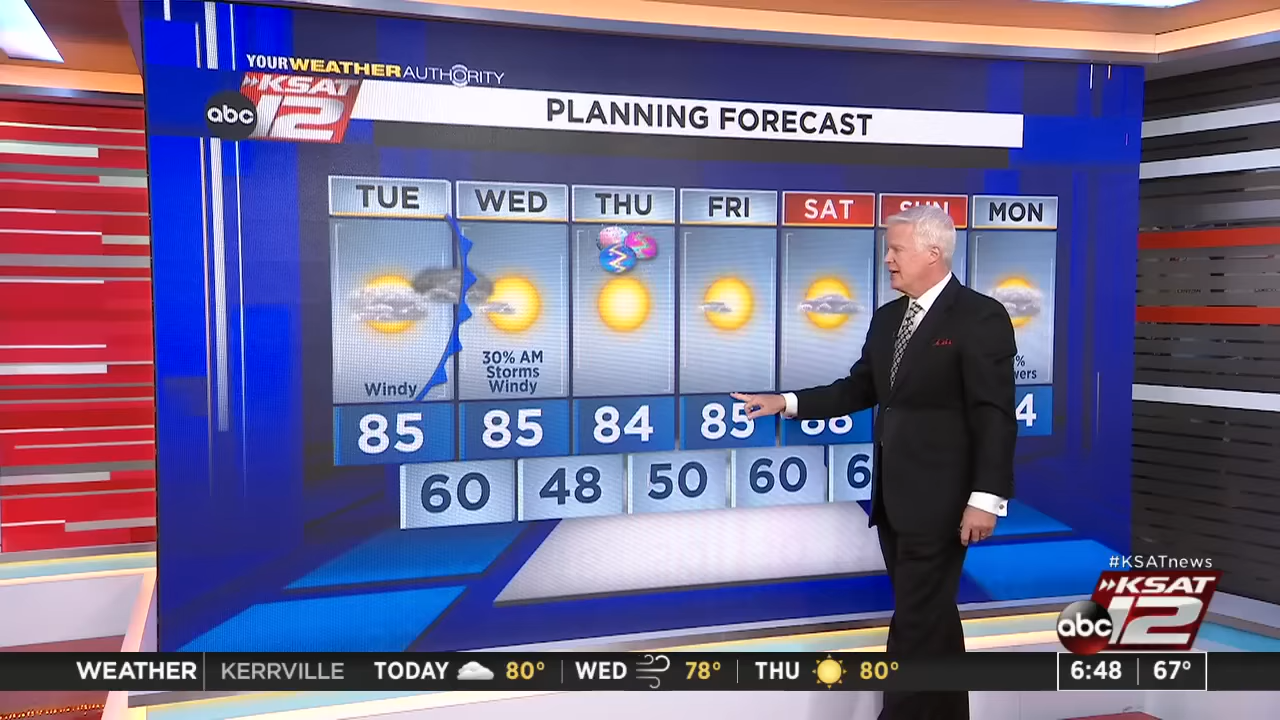 YOUR WEATHER AUTHORITY
KSAT
abc 12
PLANNING FORECAST
TUE WED THU FRI SAT SUN MON
30% AM
Storms
Windy
Windy
85 85 84 85 88
60 48 50 60
#KSATnews
KSAT
abc 12
WEATHER KERRVILLE TODAY 80° WED 78° THU 80° 6:48 67°